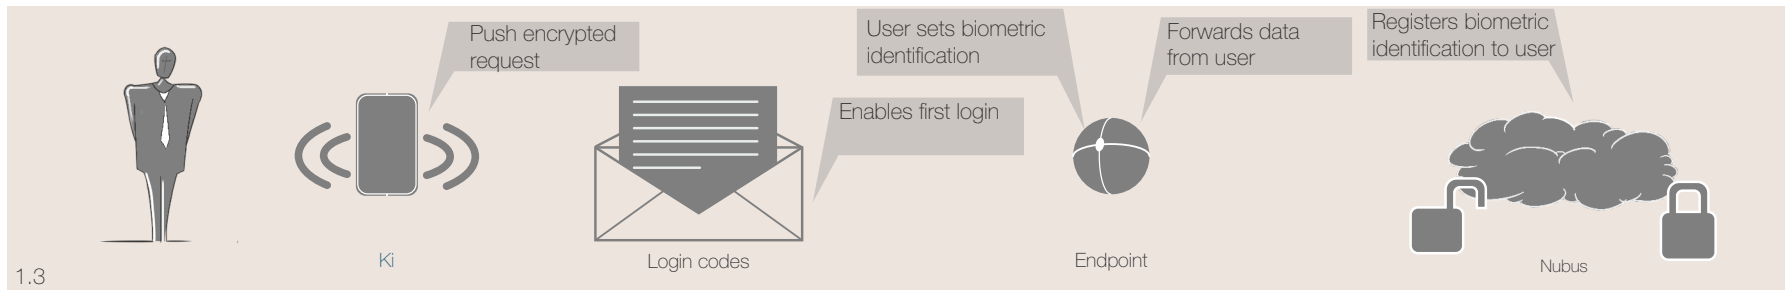 Push encrypted
request
User sets biometric
identification
Enables first login
Forwards data
from user
Registers biometric
identification to user
Ki
Login codes
Endpoint
Nubus
1.3